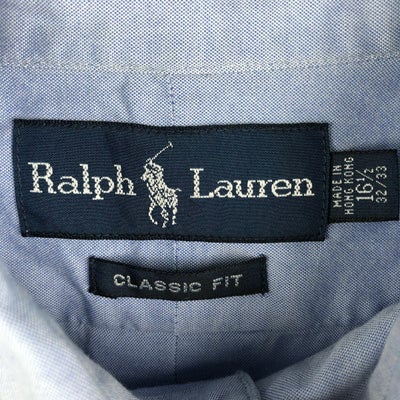 Ralph Lauren
MADE IN
HONG KONG
16½
32/33
CLASSIC FIT